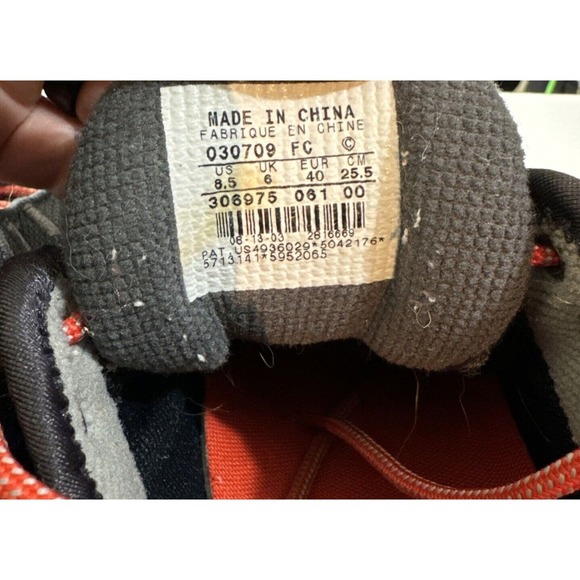 MADE IN CHINA
FABRIQUE EN CHINE
030709 FC ©
US UK EUR CM
8.5 6 40 25.5
306975 061 00
08-13-03 2816669
PAT. US4936029*5042176*
5713141*5952065